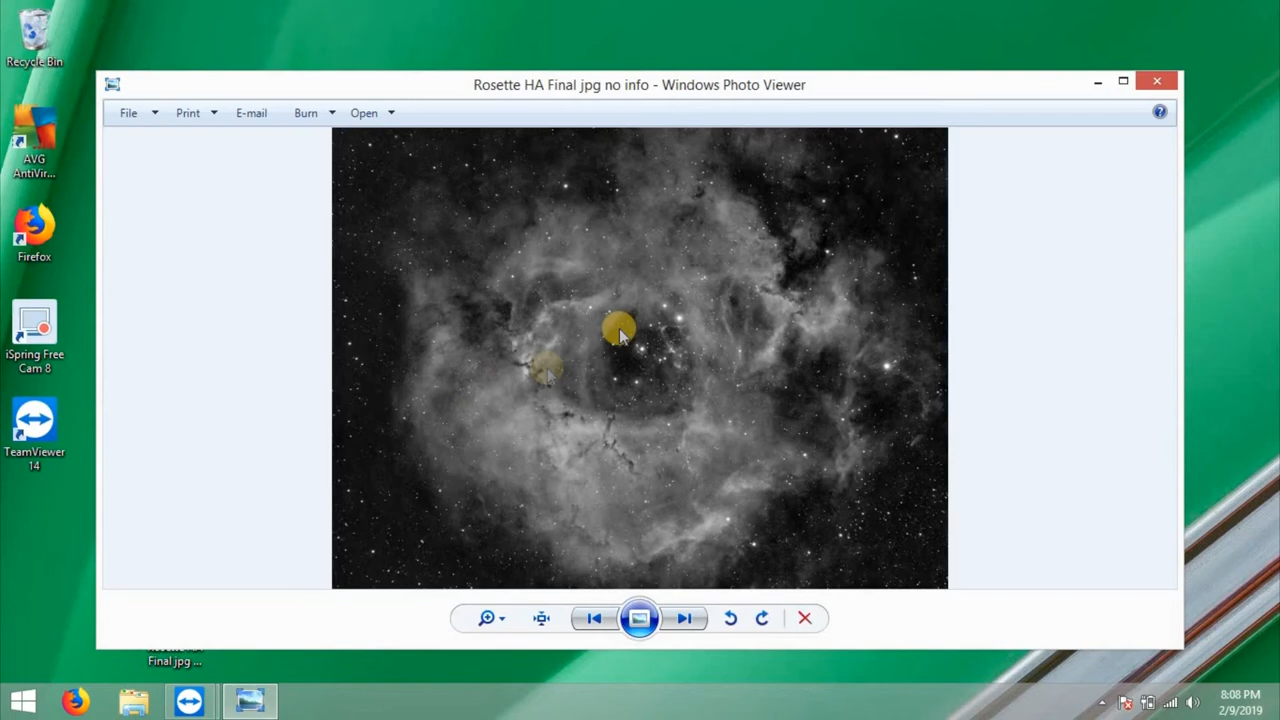 Recycle Bin
AVG
AntiVir...
Firefox
iSpring Free
Cam 8
TeamViewer
14
Rosette HA Final jpg no info - Windows Photo Viewer
File Print E-mail Burn Open
Final jpg ...
8:08 PM
2/9/2019